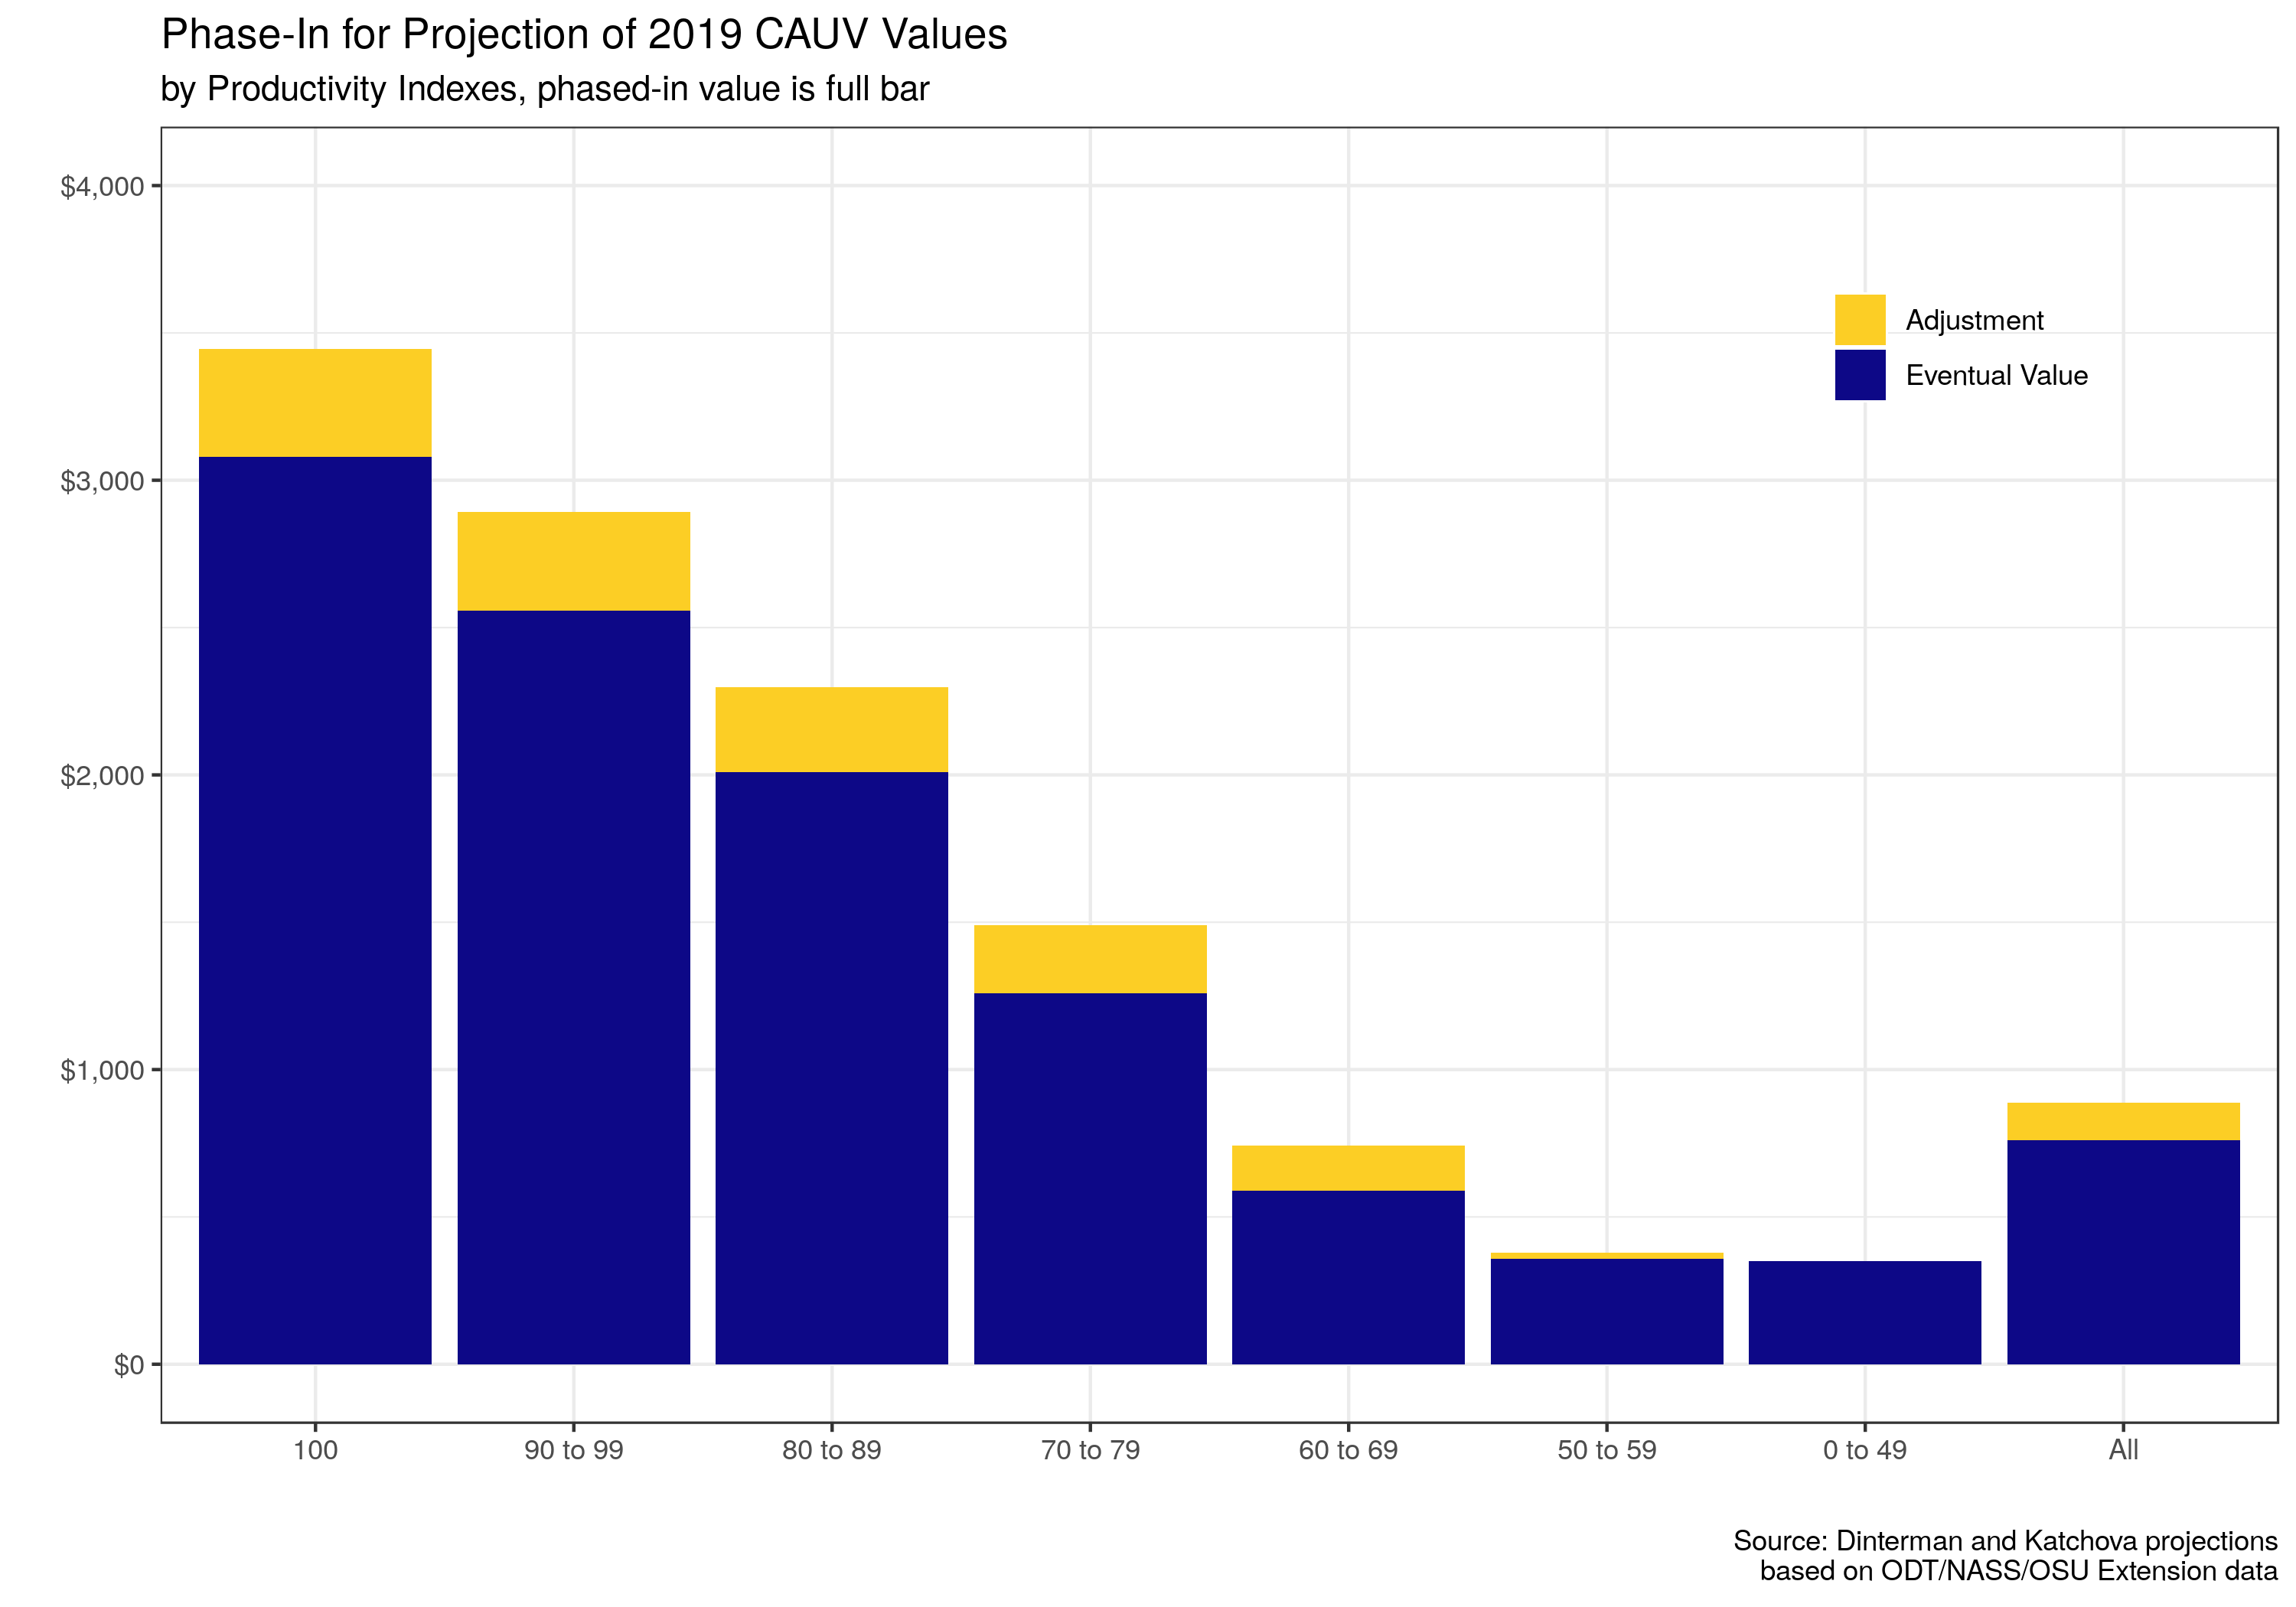 Phase-In for Projection of 2019 CAUV Values
by Productivity Indexes, phased-in value is full bar
$4,000
$3,000
$2,000
$1,000
$0
Adjustment
Eventual Value
100
90 to 99
80 to 89
70 to 79
60 to 69
50 to 59
0 to 49
All
Source: Dinterman and Katchova projections
based on ODT/NASS/OSU Extension data